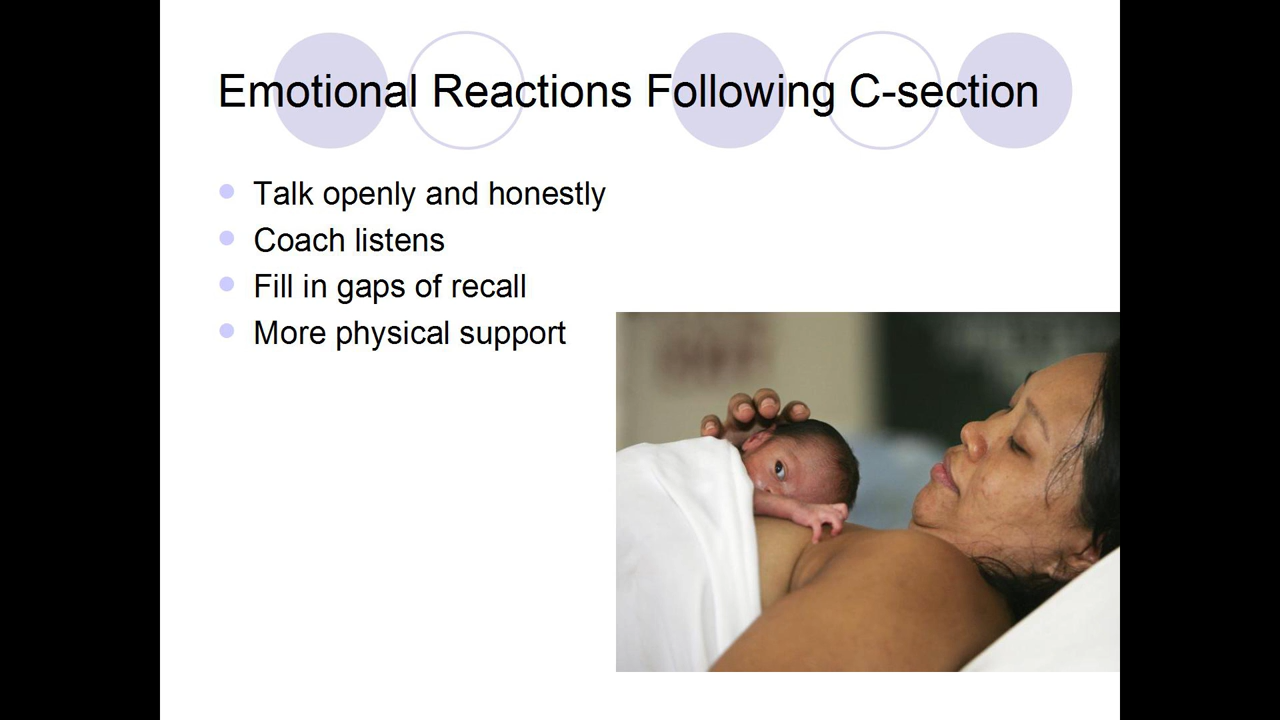 Emotional Reactions Following C-section
Talk openly and honestly
Coach listens
Fill in gaps of recall
More physical support